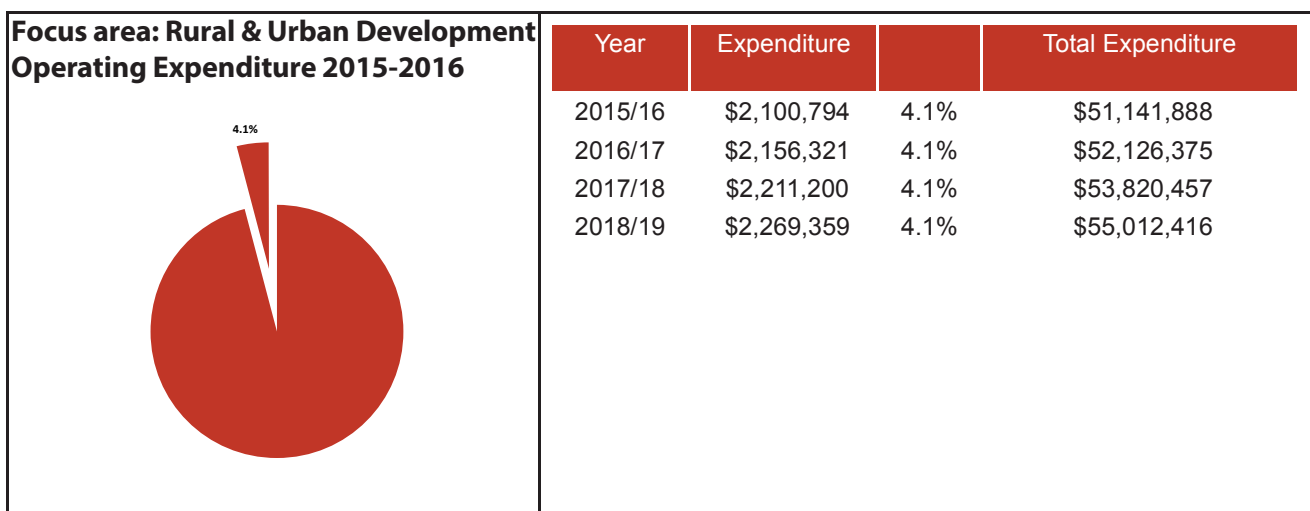 Focus area: Rural & Urban Development
Operating Expenditure 2015-2016
4.1%
Year Expenditure Total Expenditure
2015/16 $2,100,794 4.1% $51,141,888
2016/17 $2,156,321 4.1% $52,126,375
2017/18 $2,211,200 4.1% $53,820,457
2018/19 $2,269,359 4.1% $55,012,416